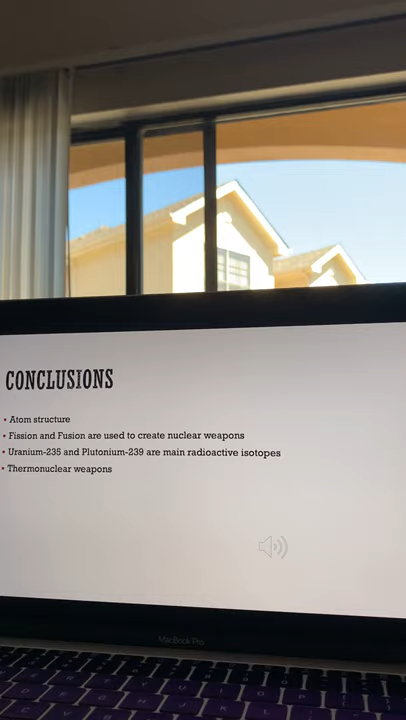 CONCLUSIONS
• Atom structure
• Fission and Fusion are used to create nuclear weapons
• Uranium-235 and Plutonium-239 are main radioactive isotopes
• Thermonuclear weapons
MacBook Pro